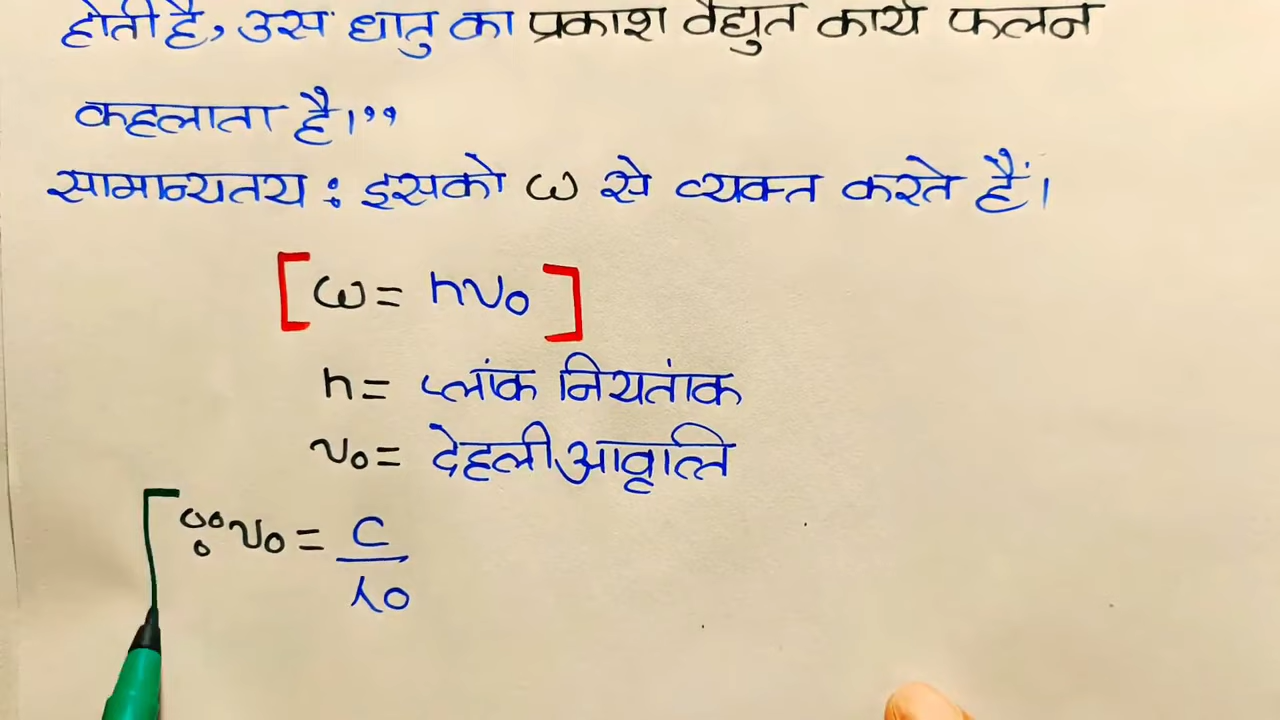 होती है, उस धातु का प्रकाश वैद्युत कार्य फलन
कहलाता है।"
सामान्यतय : इसको ω से व्यक्त करते हैं।
[ω = hν₀]
h = प्लांक नियतांक
ν₀ = देहली आवृत्ति
∵ ν₀ = c/λ₀